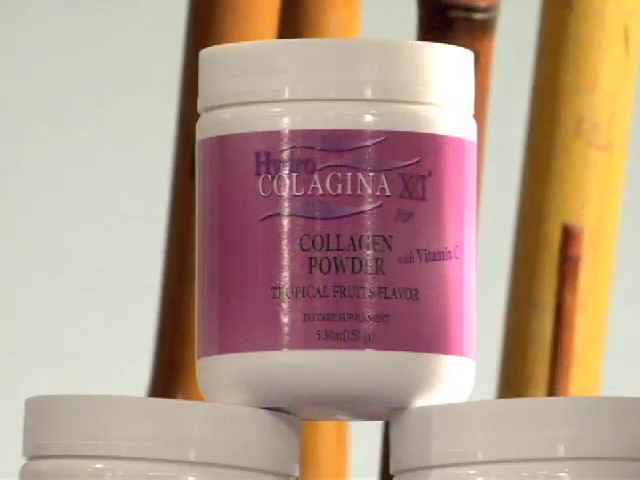 Hydro
COLAGINA XI
COLLAGEN
POWDER
with Vitamin C
TROPICAL FRUITS FLAVOR
DIETARY SUPPLEMENT